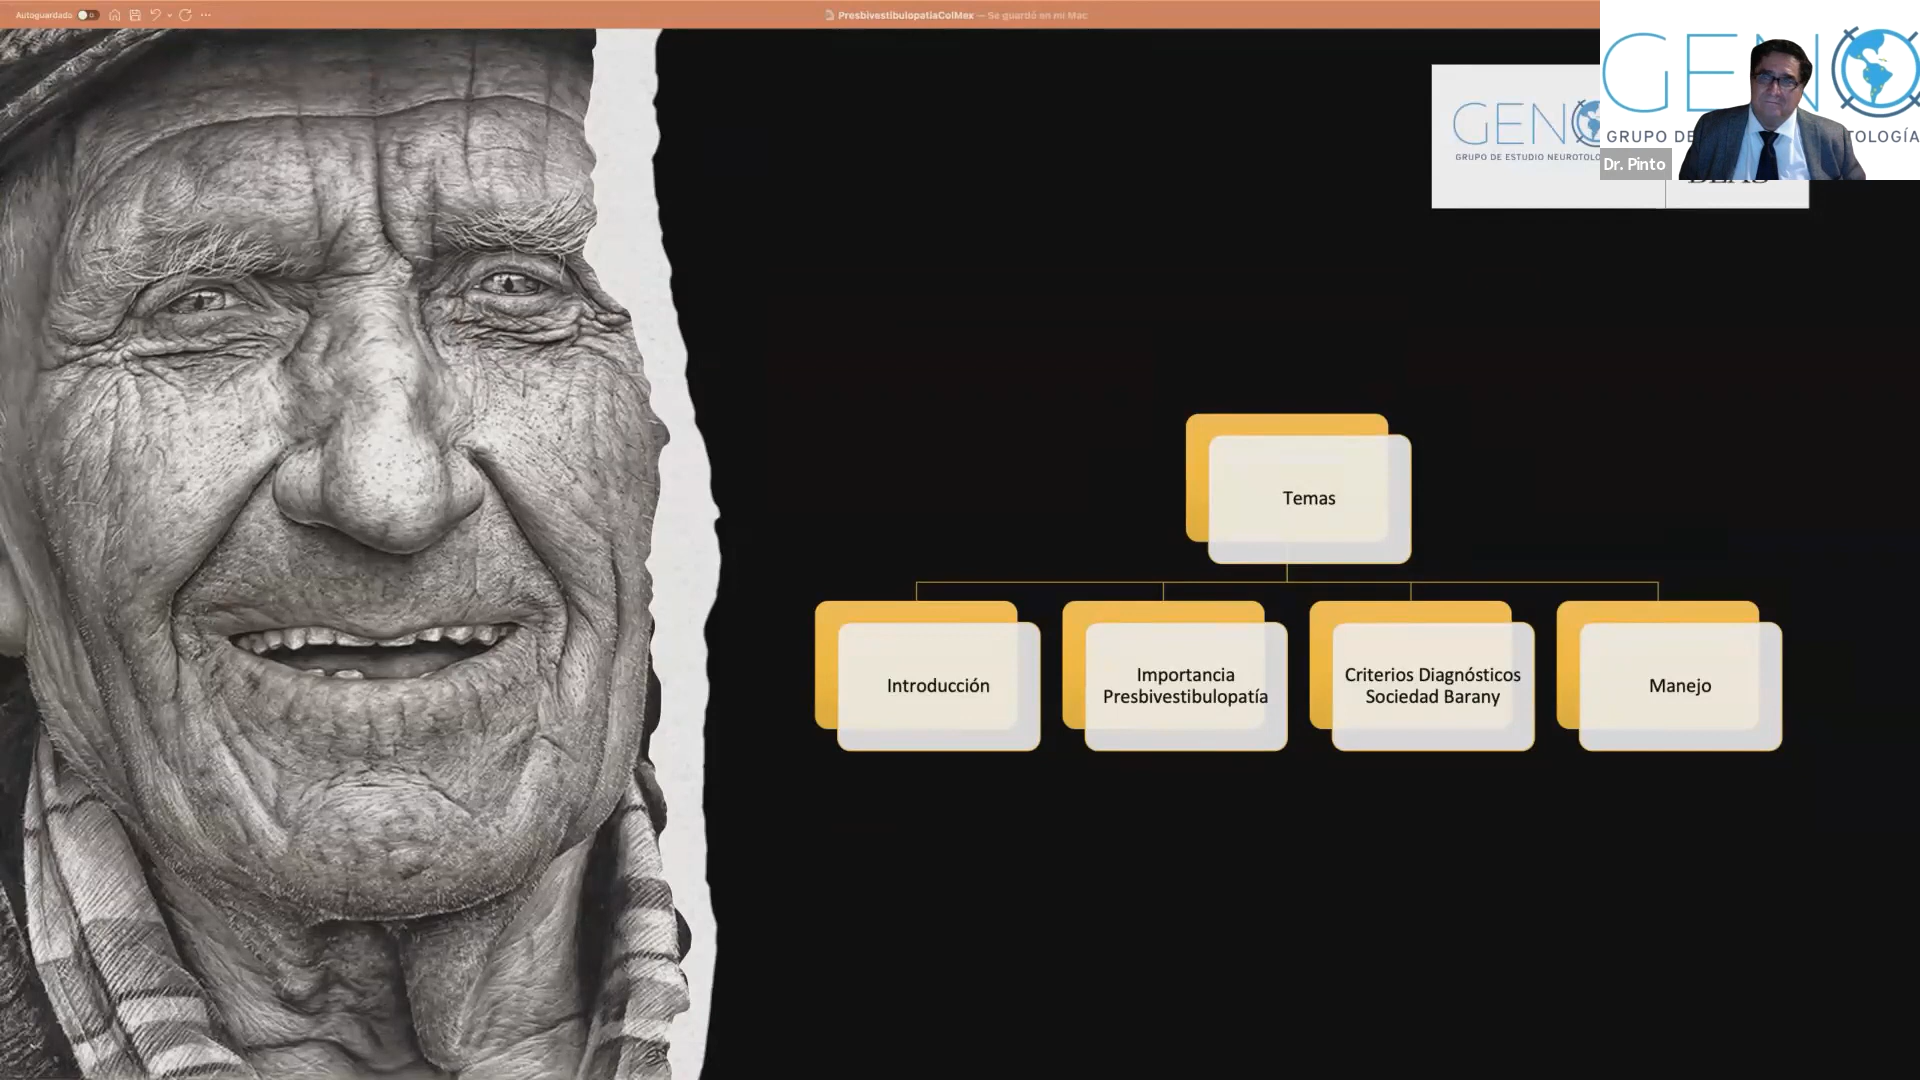 Autoguardado
PresbivestibulopatiaColMex — Se guardó en mi Mac
GENO
GRUPO DE TOLOGÍA
Dr. Pinto
GEN
GRUPO DE ESTUDIO NEUROTOLO
Temas
Introducción
Importancia
Presbivestibulopatía
Criterios Diagnósticos
Sociedad Barany
Manejo